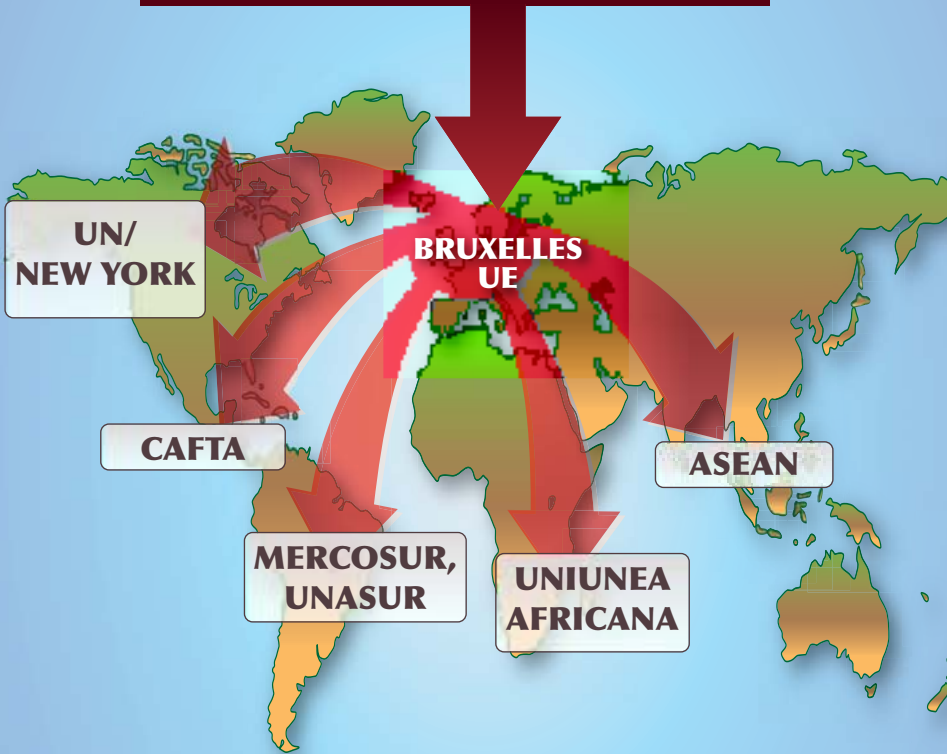 UN/
NEW YORK
BRUXELLES
UE
CAFTA
ASEAN
MERCOSUR,
UNASUR
UNIUNEA
AFRICANA